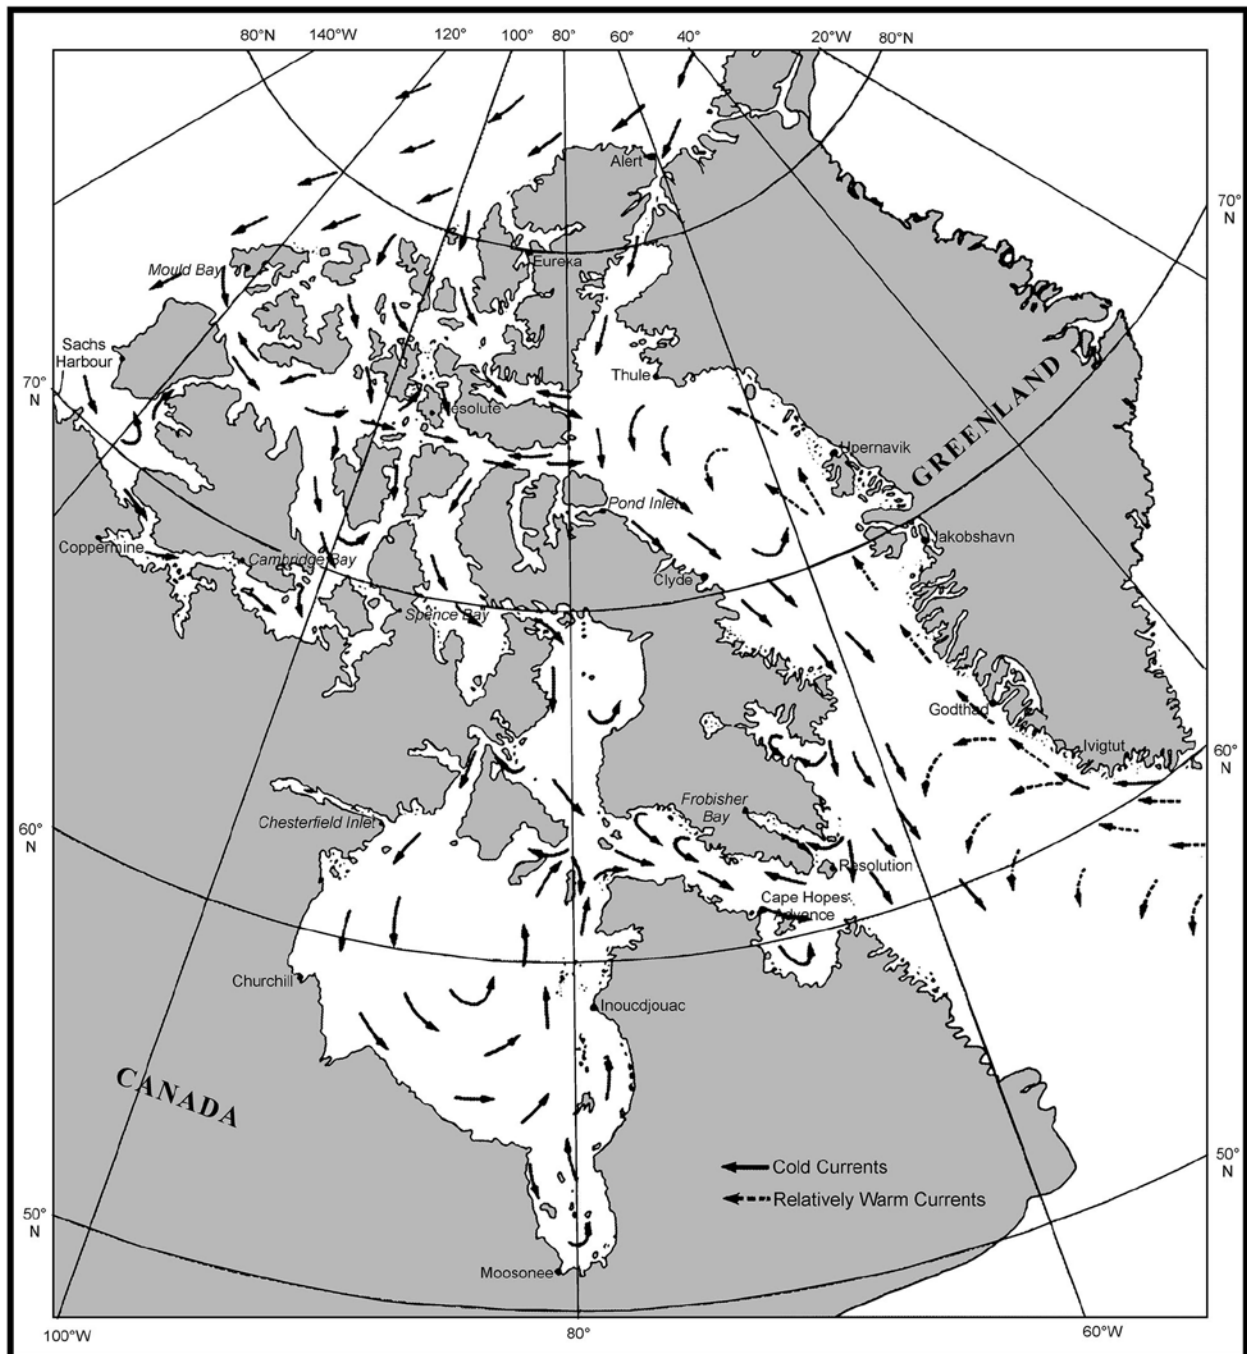 80°N 140°W 120° 100° 80° 60° 40° 20°W 80°N
Alert
70°
N
Eureka
Mould Bay
Sachs
Harbour
Thule
70°
N
Resolute
GREENLAND
Upernavik
Pond Inlet
Jakobshavn
Coppermine
Cambridge Bay
Clyde
Spence Bay
Godthad
Ivigtut
60°
N
Frobisher
Bay
Chesterfield Inlet
60°
N
Resolution
Cape Hopes
Advance
Churchill
Inoucdjouac
CANADA
Cold Currents
50°
N
Relatively Warm Currents
50°
N
Moosonee
100°W 80° 60°W